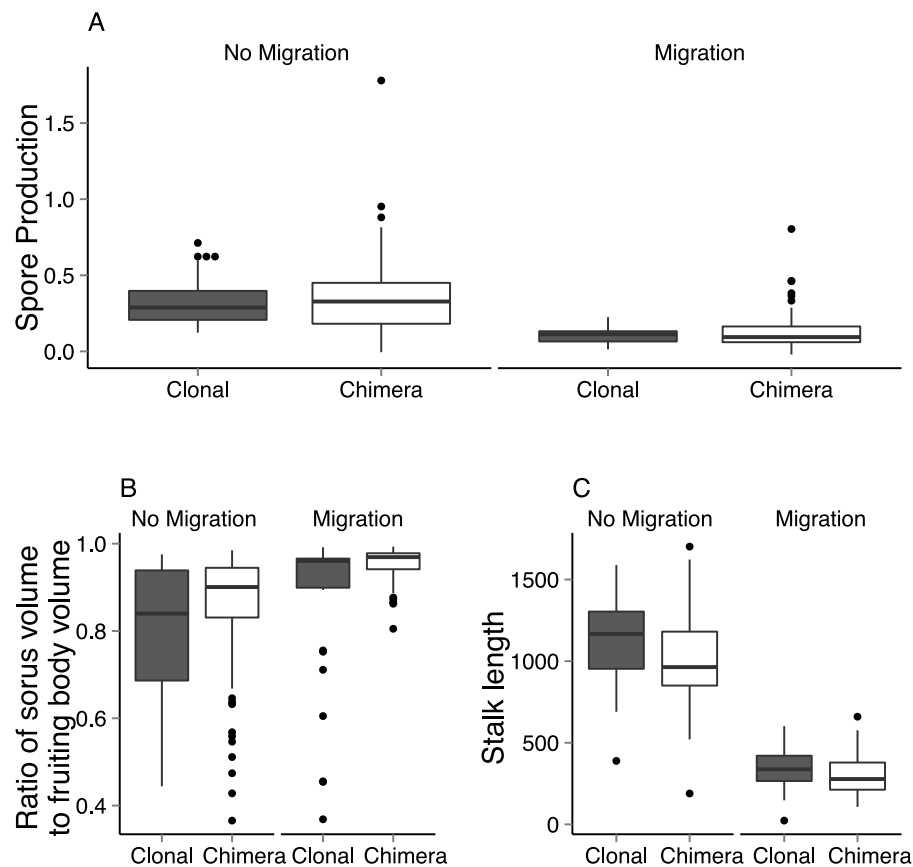 A
No Migration
Migration
Spore Production
1.5
1.0
0.5
0.0
Clonal
Chimera
Clonal
Chimera
B
No Migration
Migration
Ratio of sorus volume
to fruiting body volume
1.0
0.8
0.6
0.4
Clonal
Chimera
Clonal
Chimera
C
No Migration
Migration
Stalk length
1500
1000
500
0
Clonal
Chimera
Clonal
Chimera